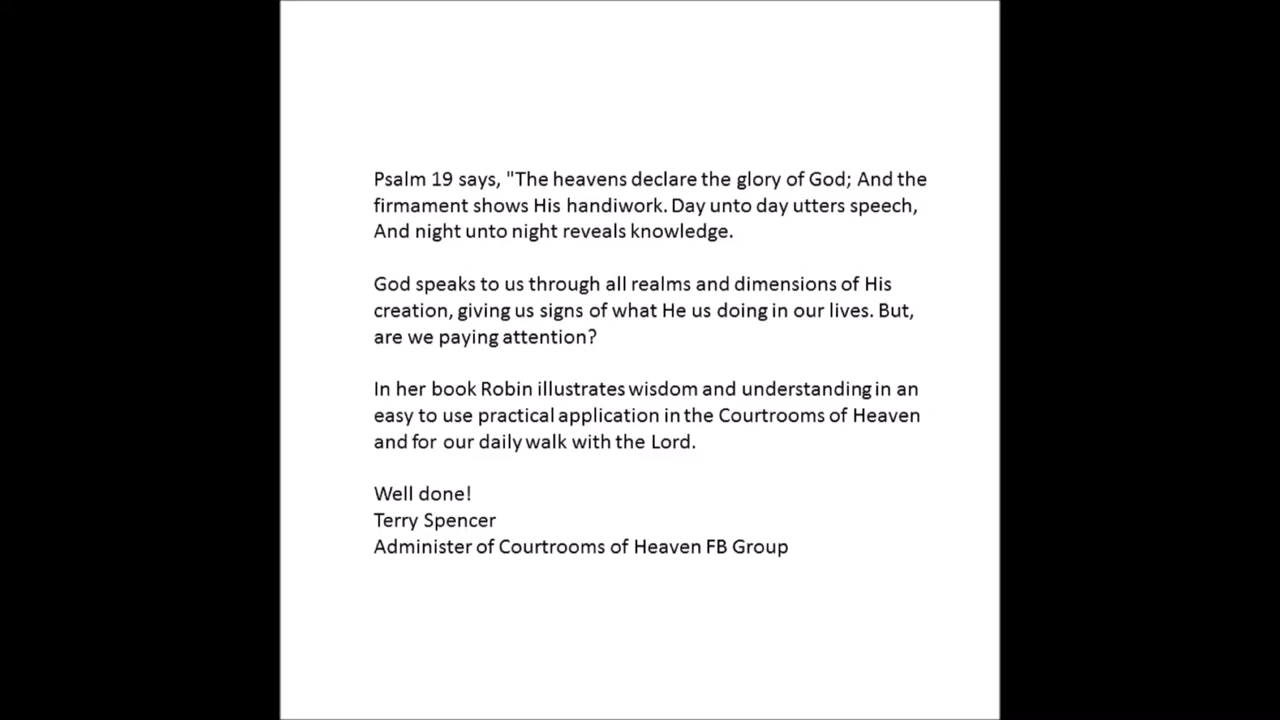 Psalm 19 says, "The heavens declare the glory of God; And the
firmament shows His handiwork. Day unto day utters speech,
And night unto night reveals knowledge.
God speaks to us through all realms and dimensions of His
creation, giving us signs of what He us doing in our lives. But,
are we paying attention?
In her book Robin illustrates wisdom and understanding in an
easy to use practical application in the Courtrooms of Heaven
and for our daily walk with the Lord.
Well done!
Terry Spencer
Administer of Courtrooms of Heaven FB Group